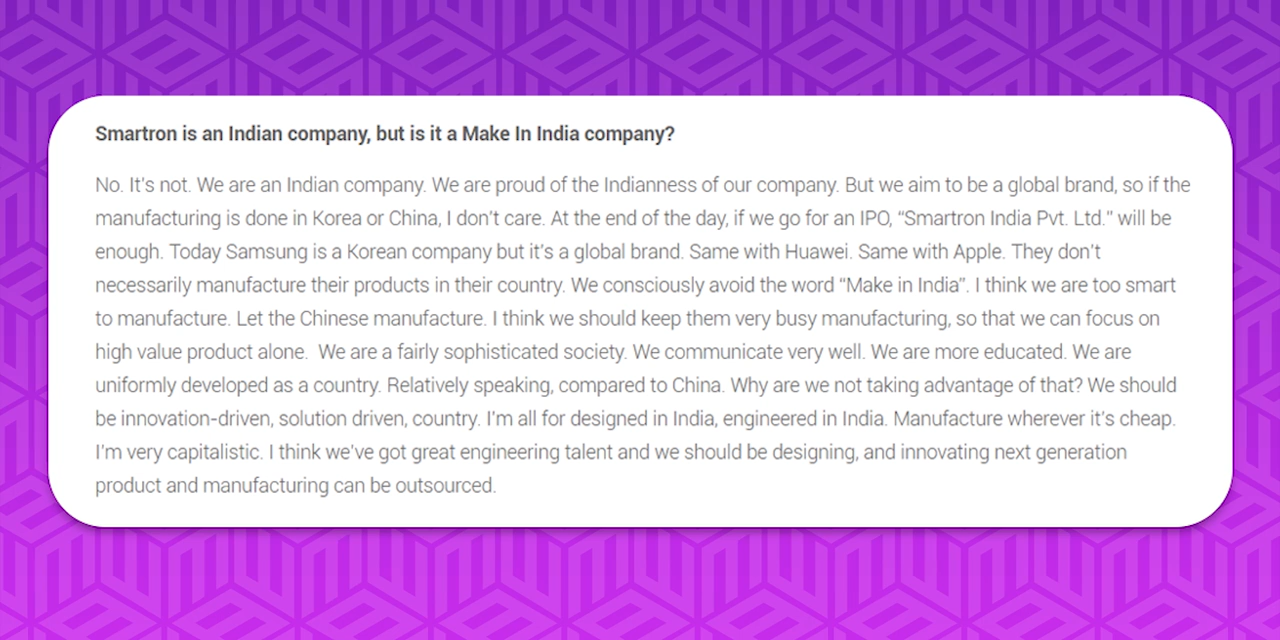 Smartron is an Indian company, but is it a Make In India company?
No. It's not. We are an Indian company. We are proud of the Indianness of our company. But we aim to be a global brand, so if the
manufacturing is done in Korea or China, I don't care. At the end of the day, if we go for an IPO, “Smartron India Pvt. Ltd.” will be
enough. Today Samsung is a Korean company but it's a global brand. Same with Huawei. Same with Apple. They don't
necessarily manufacture their products in their country. We consciously avoid the word “Make in India”. I think we are too smart
to manufacture. Let the Chinese manufacture. I think we should keep them very busy manufacturing, so that we can focus on
high value product alone.  We are a fairly sophisticated society. We communicate very well. We are more educated. We are
uniformly developed as a country. Relatively speaking, compared to China. Why are we not taking advantage of that? We should
be innovation-driven, solution driven, country. I'm all for designed in India, engineered in India. Manufacture wherever it's cheap.
I'm very capitalistic. I think we've got great engineering talent and we should be designing, and innovating next generation
product and manufacturing can be outsourced.